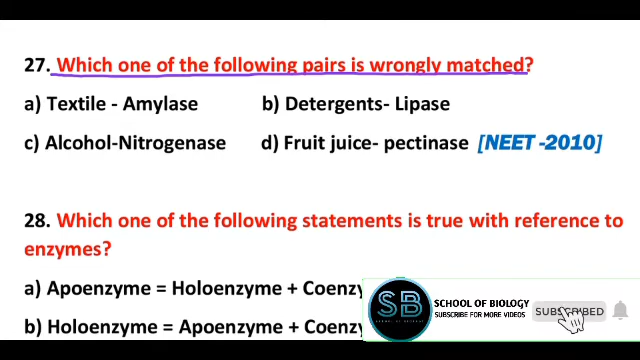 27. Which one of the following pairs is wrongly matched?
a) Textile - Amylase b) Detergents- Lipase
c) Alcohol-Nitrogenase d) Fruit juice- pectinase [NEET -2010]
28. Which one of the following statements is true with reference to
enzymes?
a) Apoenzyme = Holoenzyme + Coenzy
b) Holoenzyme = Apoenzyme + Coenzy
SB
SCHOOL OF BIOLOGY
SUBSCRIBE FOR MORE VIDEOS
SUBSCRIBED